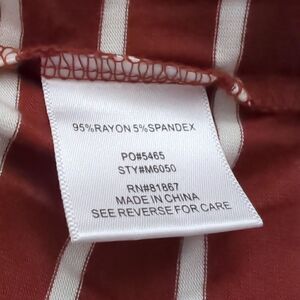 95%RAYON 5%SPANDEX
PO#5465
STY#M6050
RN#81867
MADE IN CHINA
SEE REVERSE FOR CARE